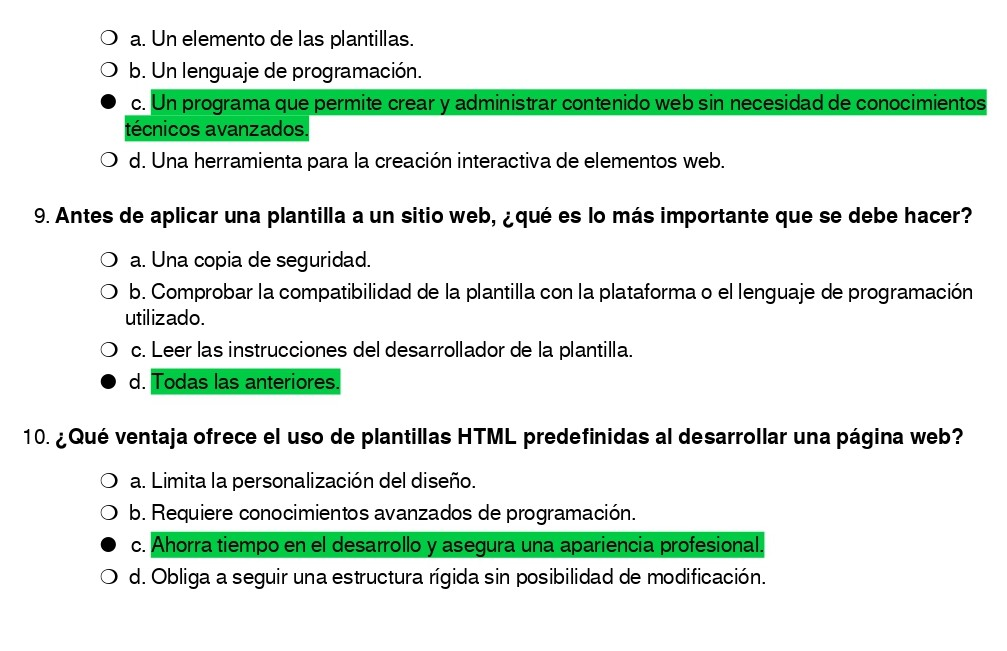 a. Un elemento de las plantillas.
b. Un lenguaje de programación.
c. Un programa que permite crear y administrar contenido web sin necesidad de conocimientos
técnicos avanzados.
d. Una herramienta para la creación interactiva de elementos web.
9. Antes de aplicar una plantilla a un sitio web, ¿qué es lo más importante que se debe hacer?
a. Una copia de seguridad.
b. Comprobar la compatibilidad de la plantilla con la plataforma o el lenguaje de programación
utilizado.
c. Leer las instrucciones del desarrollador de la plantilla.
d. Todas las anteriores.
10. ¿Qué ventaja ofrece el uso de plantillas HTML predefinidas al desarrollar una página web?
a. Limita la personalización del diseño.
b. Requiere conocimientos avanzados de programación.
c. Ahorra tiempo en el desarrollo y asegura una apariencia profesional.
d. Obliga a seguir una estructura rígida sin posibilidad de modificación.